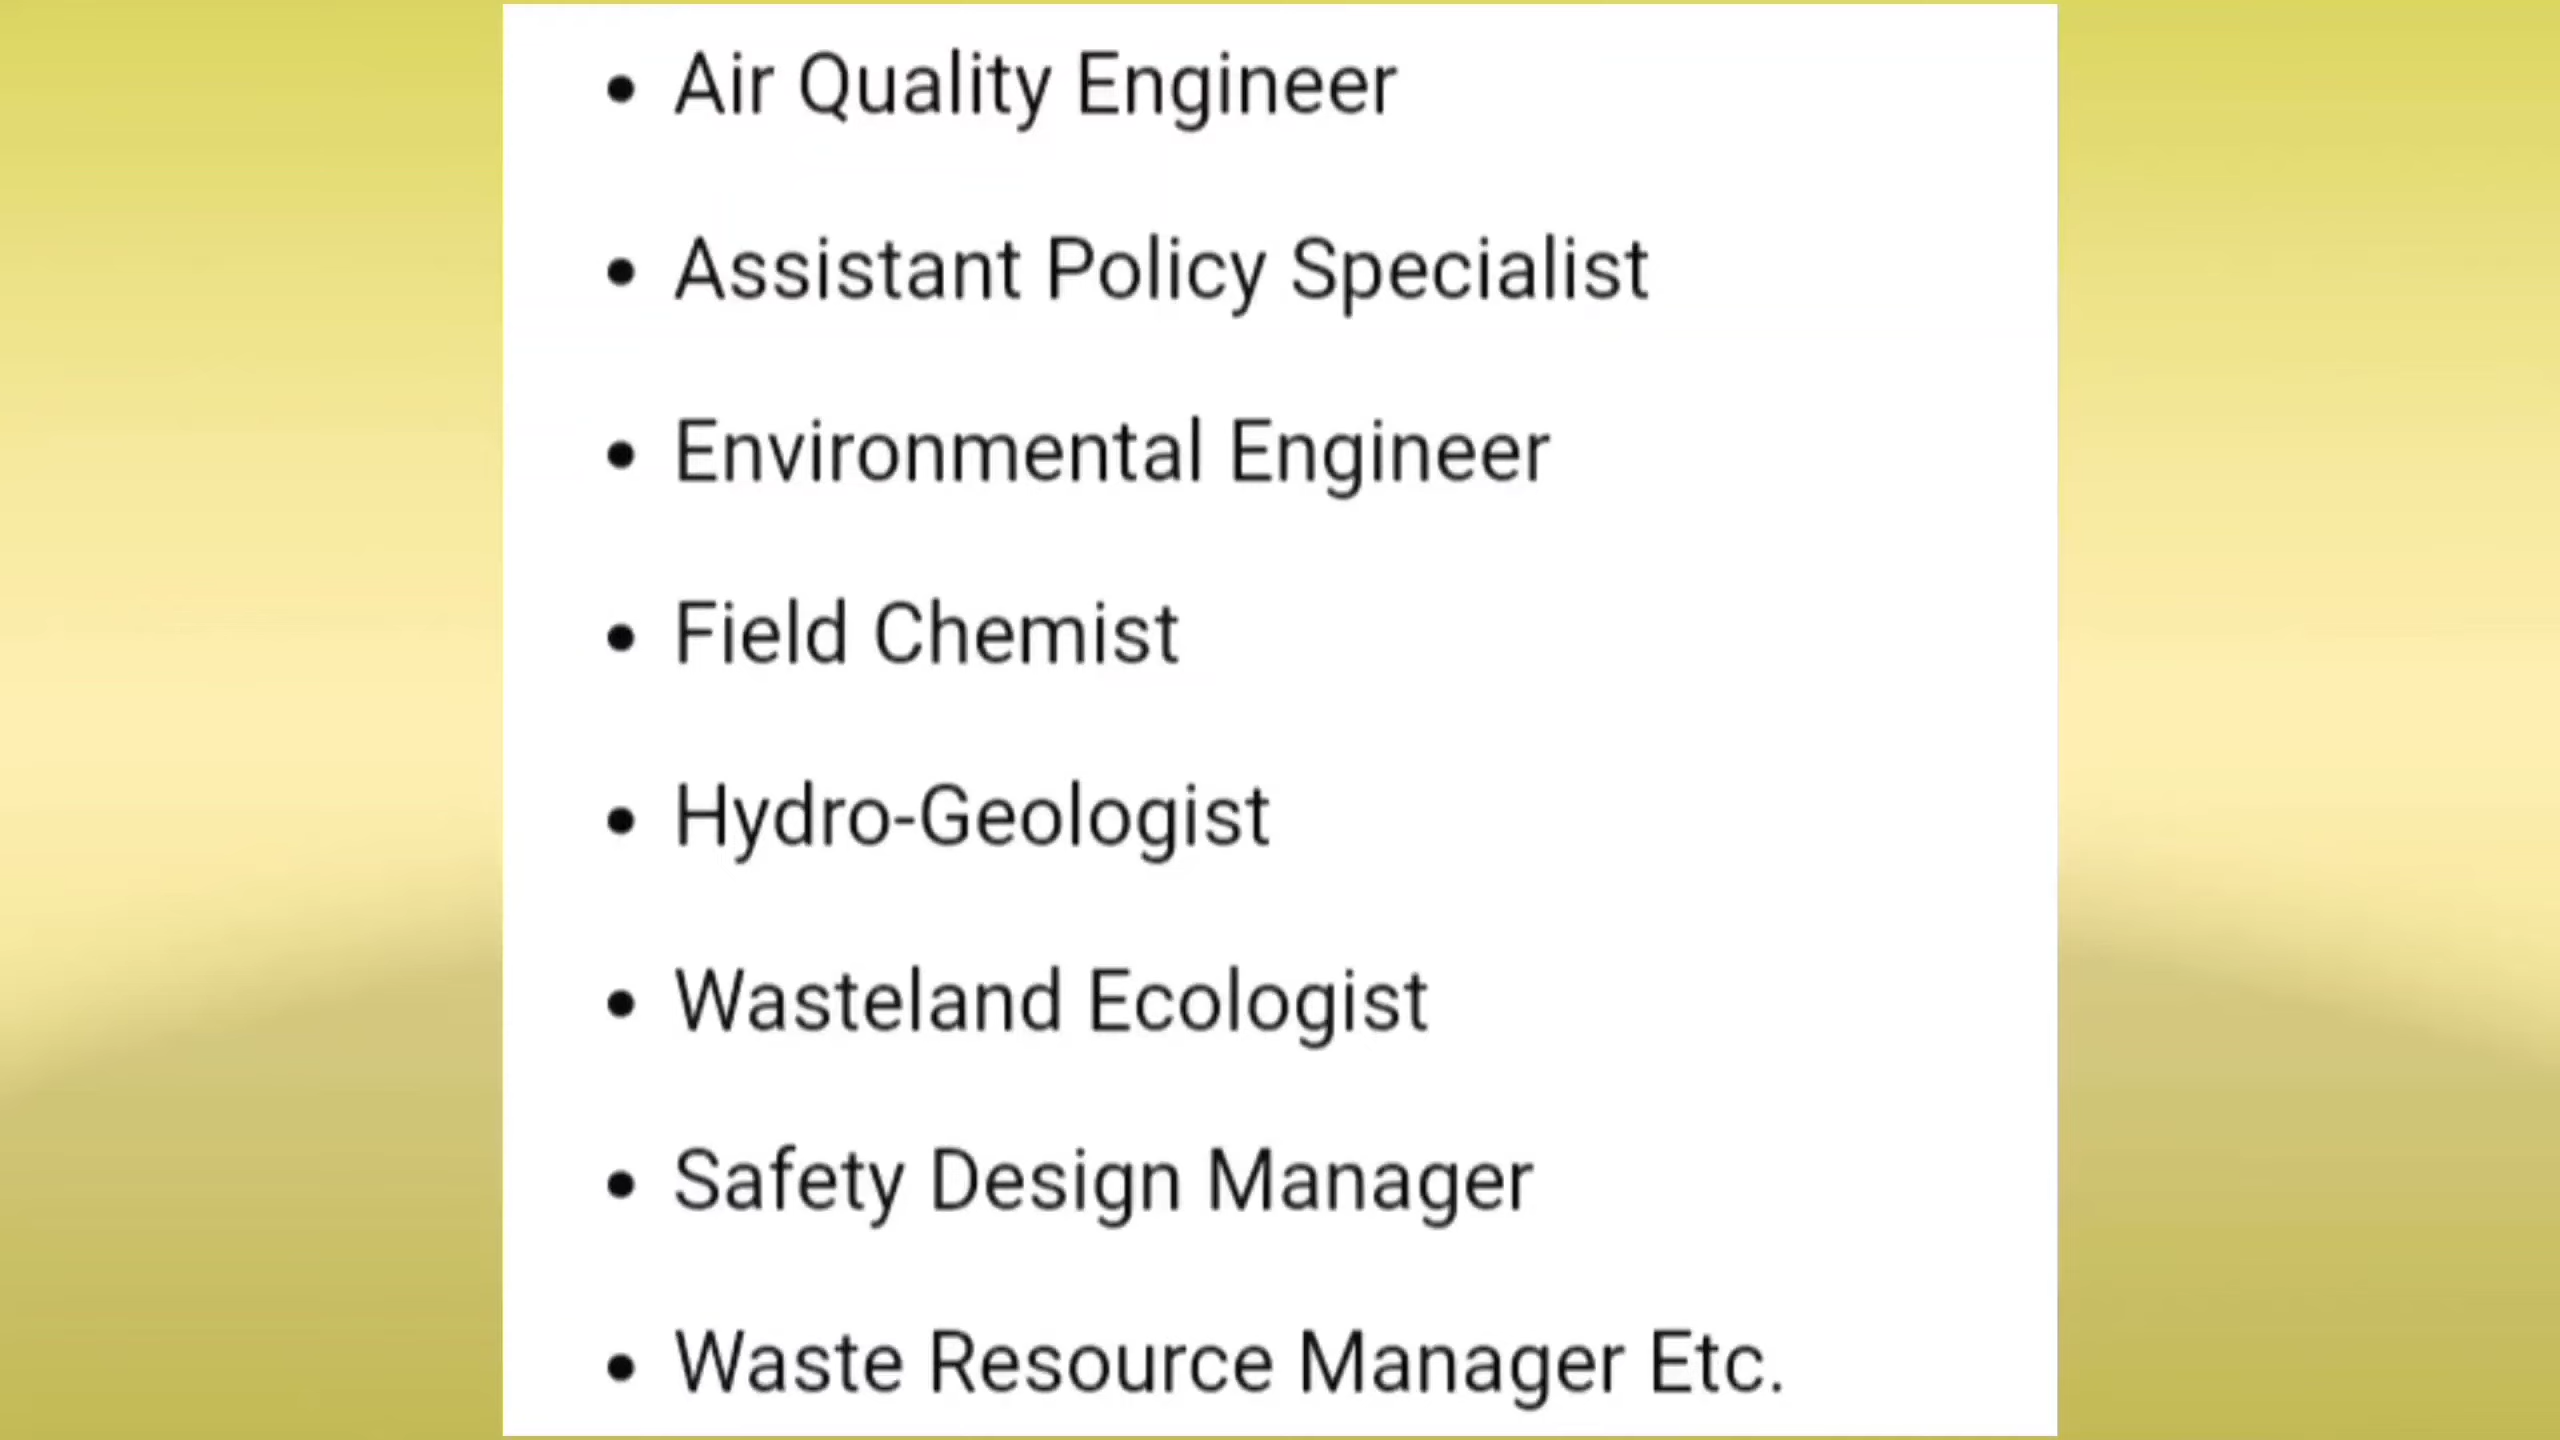 • Air Quality Engineer
• Assistant Policy Specialist
• Environmental Engineer
• Field Chemist
• Hydro-Geologist
• Wasteland Ecologist
• Safety Design Manager
• Waste Resource Manager Etc.